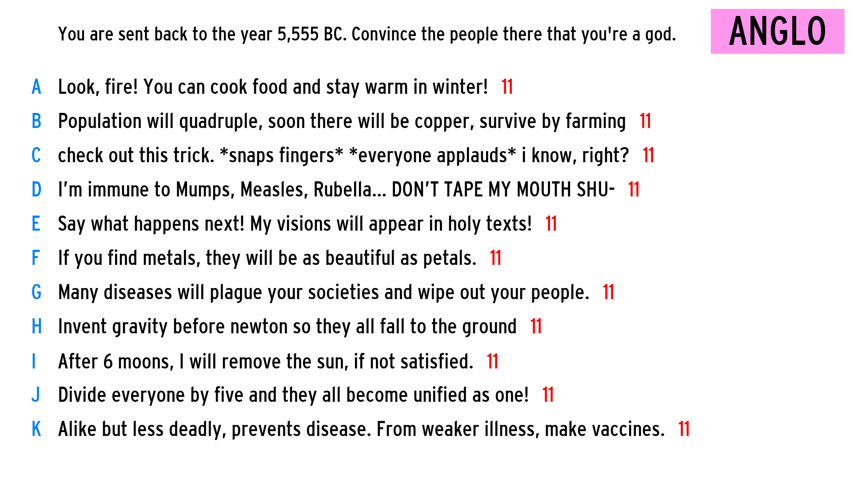 You are sent back to the year 5,555 BC. Convince the people there that you're a god.
ANGLO
A Look, fire! You can cook food and stay warm in winter! 11
B Population will quadruple, soon there will be copper, survive by farming 11
C check out this trick. *snaps fingers* *everyone applauds* i know, right? 11
D I'm immune to Mumps, Measles, Rubella... DON'T TAPE MY MOUTH SHU- 11
E Say what happens next! My visions will appear in holy texts! 11
F If you find metals, they will be as beautiful as petals. 11
G Many diseases will plague your societies and wipe out your people. 11
H Invent gravity before newton so they all fall to the ground 11
I After 6 moons, I will remove the sun, if not satisfied. 11
J Divide everyone by five and they all become unified as one! 11
K Alike but less deadly, prevents disease. From weaker illness, make vaccines. 11